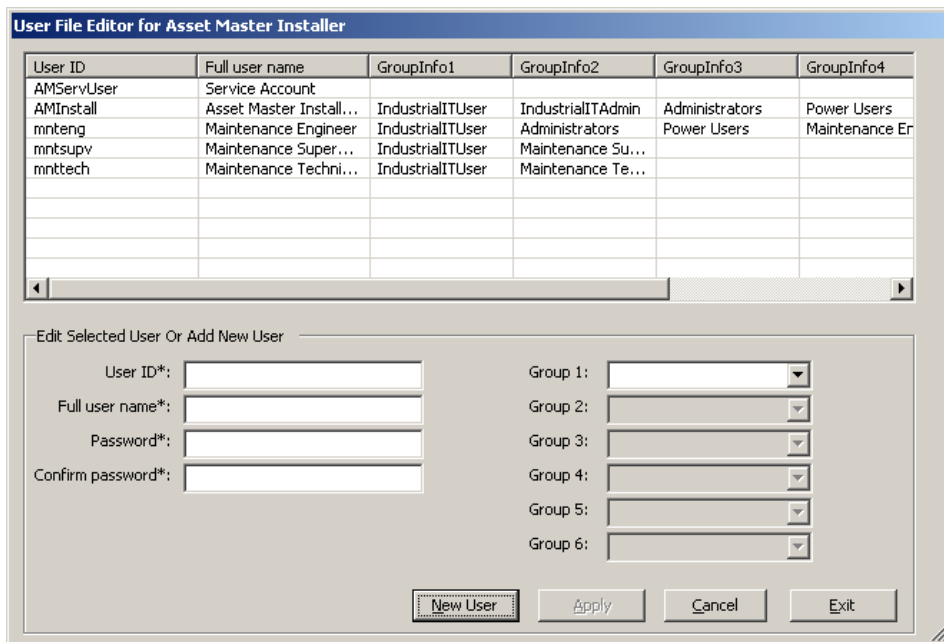 User File Editor for Asset Master Installer
User ID Full user name GroupInfo1 GroupInfo2 GroupInfo3 GroupInfo4
AMServUser Service Account
AMInstall Asset Master Install... IndustrialITUser IndustrialITAdmin Administrators Power Users
mnteng Maintenance Engineer IndustrialITUser Administrators Power Users Maintenance Er
mntsupv Maintenance Super... IndustrialITUser Maintenance Su...
mnttech Maintenance Techni... IndustrialITUser Maintenance Te...
Edit Selected User Or Add New User
User ID*: Group 1:
Full user name*: Group 2:
Password*: Group 3:
Confirm password*: Group 4:
Group 5:
Group 6:
New User Apply Cancel Exit